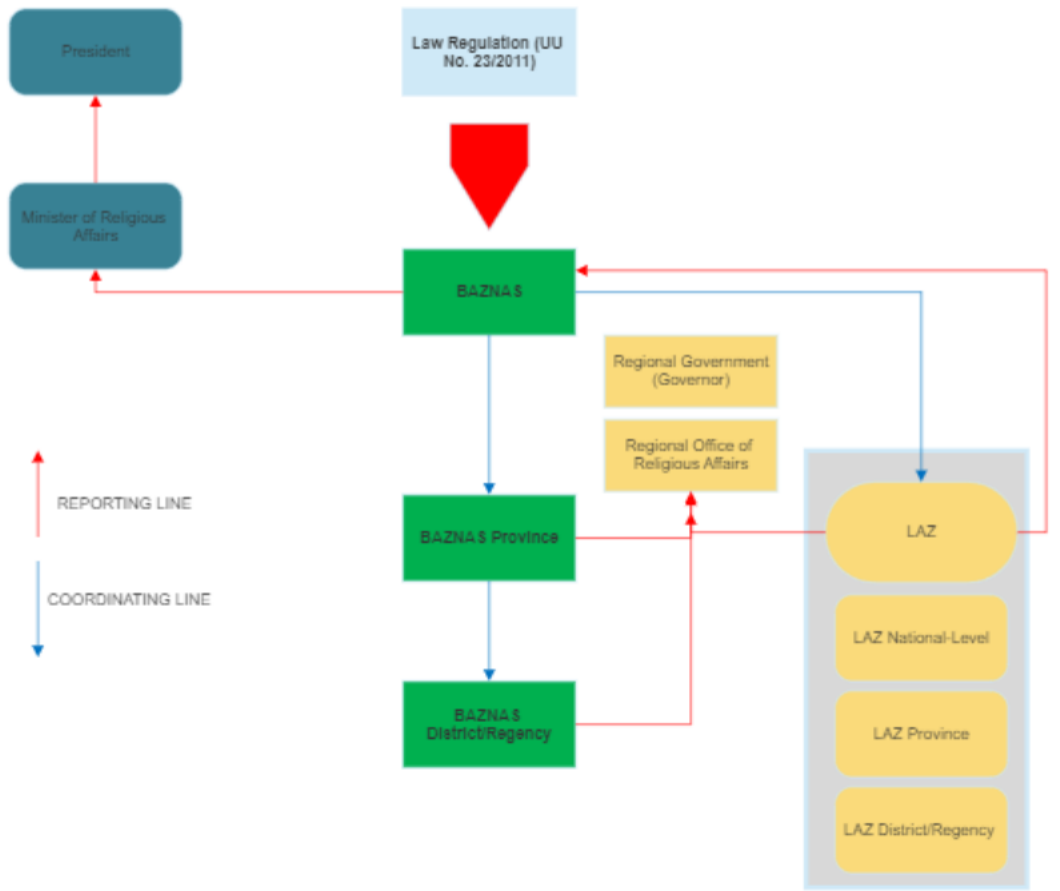 President
Law Regulation (UU
No. 23/2011)
Minister of Religious
Affairs
BAZNAS
Regional Government
(Governor)
Regional Office of
Religious Affairs
REPORTING LINE
COORDINATING LINE
BAZNAS Province
LAZ
LAZ National-Level
BAZNAS
District/Regency
LAZ Province
LAZ District/Regency